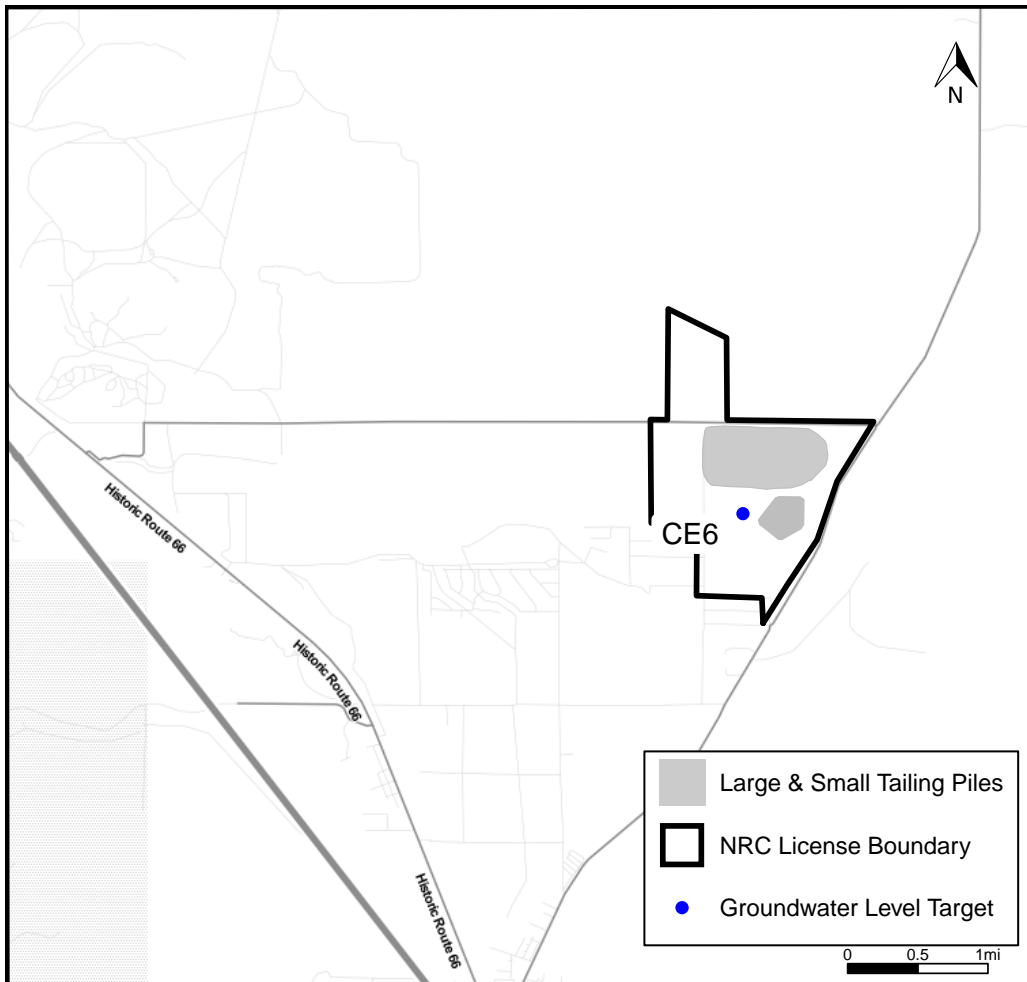 N
CE6
Historic Route 66
Historic Route 66
Historic Route 66
Large & Small Tailing Piles
NRC License Boundary
Groundwater Level Target
0 0.5 1mi